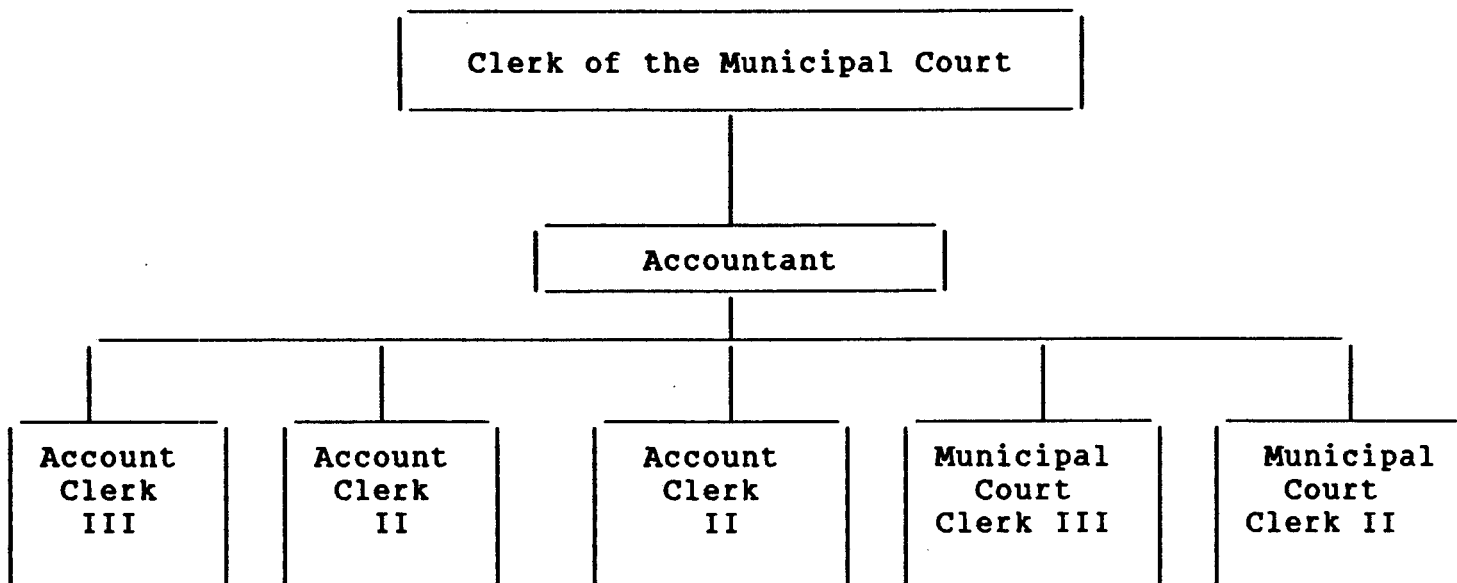 Clerk of the Municipal Court
Accountant
Account
Clerk
III
Account
Clerk
II
Account
Clerk
II
Municipal
Court
Clerk III
Municipal
Court
Clerk II